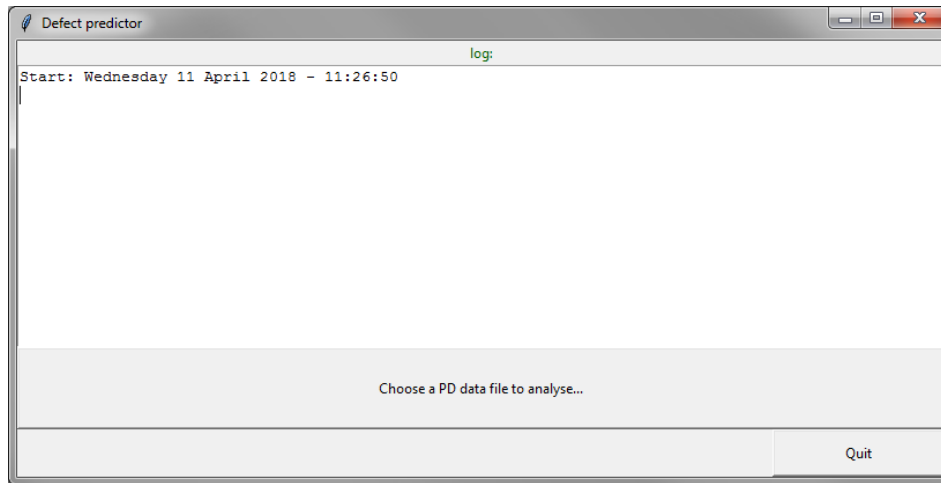 Defect predictor
log:
Start: Wednesday 11 April 2018 - 11:26:50
Choose a PD data file to analyse...
Quit